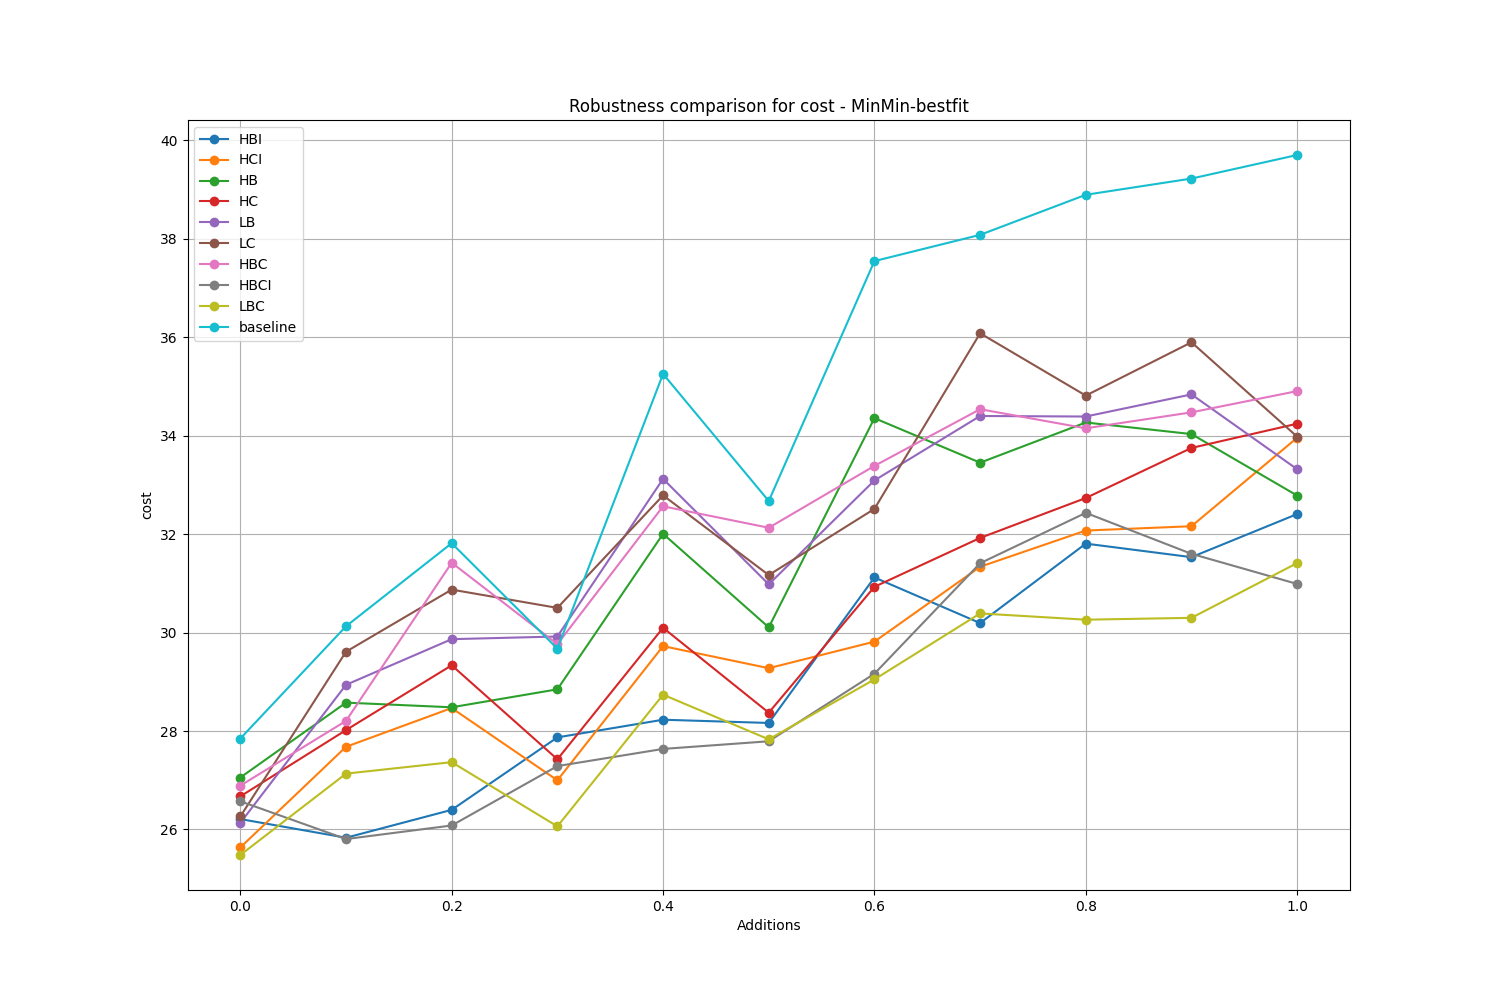 Robustness comparison for cost - MinMin-bestfit
HBI
HCI
HB
HC
LB
LC
HBC
HBCI
LBC
baseline
cost
40
38
36
34
32
30
28
26
0.0 0.2 0.4 0.6 0.8 1.0
Additions